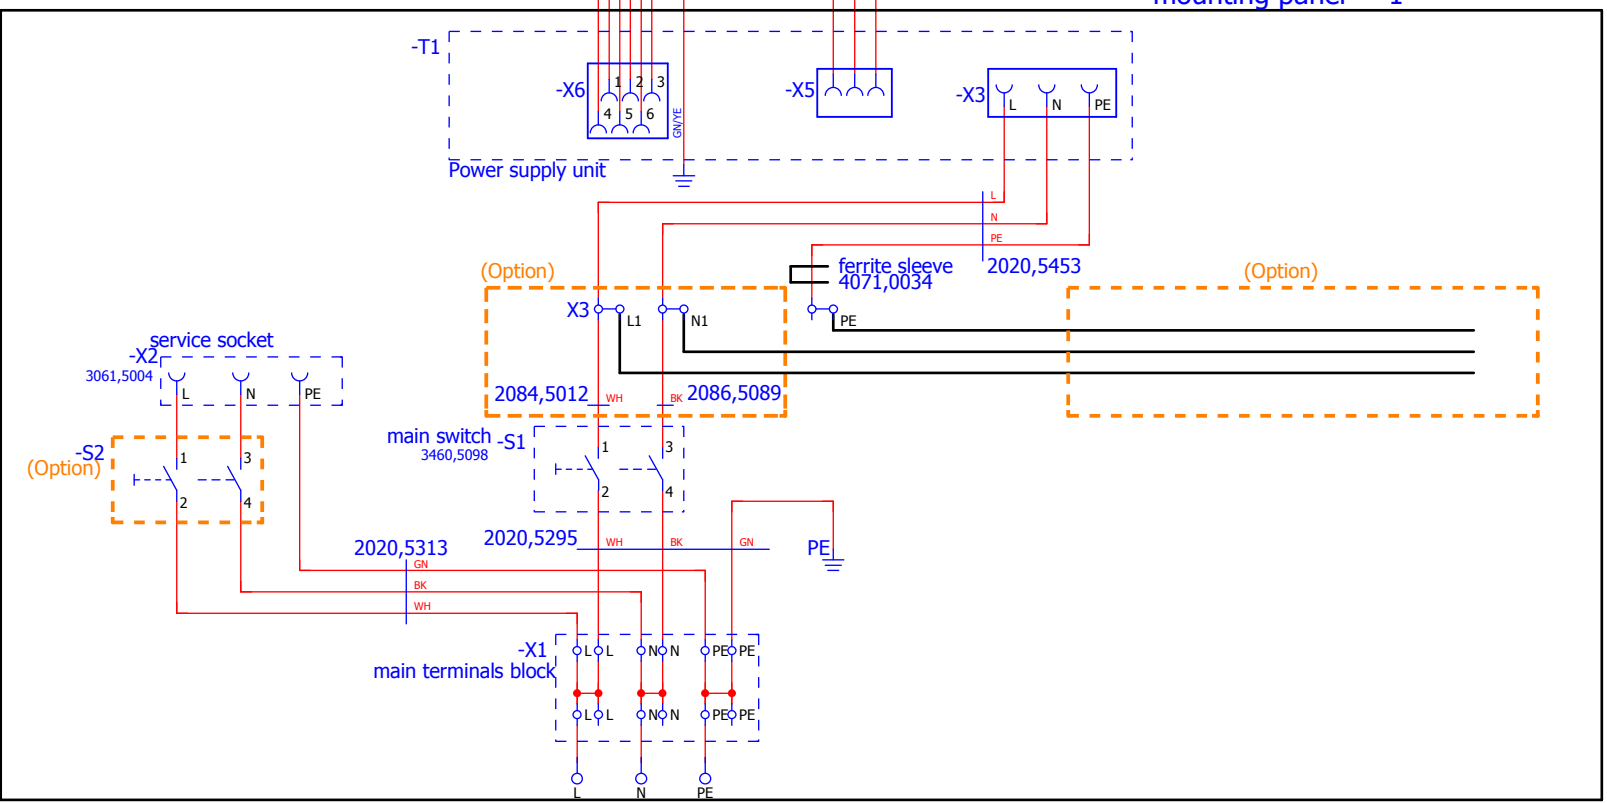 mounting panel 1
-T1
-X6
1 2 3
4 5 6
GN/YE
-X5
-X3
L N PE
Power supply unit
L
N
PE
2020,5453
ferrite sleeve
4071,0034
(Option)
(Option)
X3
L1
N1
PE
service socket
-X2
3061,5004
L N PE
2084,5012
WH
BK
2086,5089
main switch
-S1
3460,5098
1
3
2
4
-S2
(Option)
1
3
2
4
2020,5313
GN
BK
WH
2020,5295
WH
BK
GN
PE
-X1
main terminals block
L L N N PE PE
L L N N PE PE
L N PE